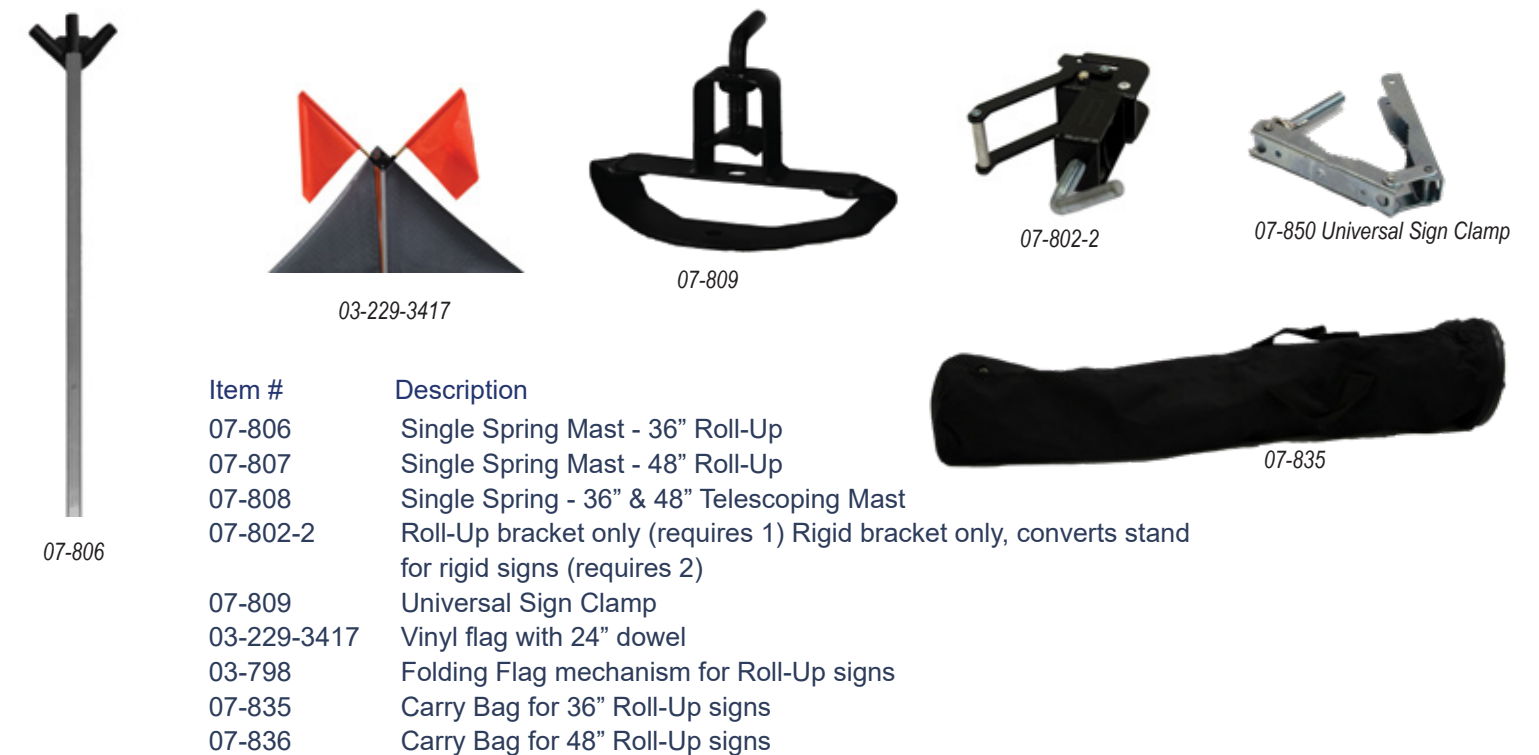 07-802-2
07-850 Universal Sign Clamp
07-809
03-229-3417
07-835
07-806
Item # Description
07-806 Single Spring Mast - 36” Roll-Up
07-807 Single Spring Mast - 48” Roll-Up
07-808 Single Spring - 36” & 48” Telescoping Mast
07-802-2 Roll-Up bracket only (requires 1) Rigid bracket only, converts stand
for rigid signs (requires 2)
07-809 Universal Sign Clamp
03-229-3417 Vinyl flag with 24” dowel
03-798 Folding Flag mechanism for Roll-Up signs
07-835 Carry Bag for 36” Roll-Up signs
07-836 Carry Bag for 48” Roll-Up signs